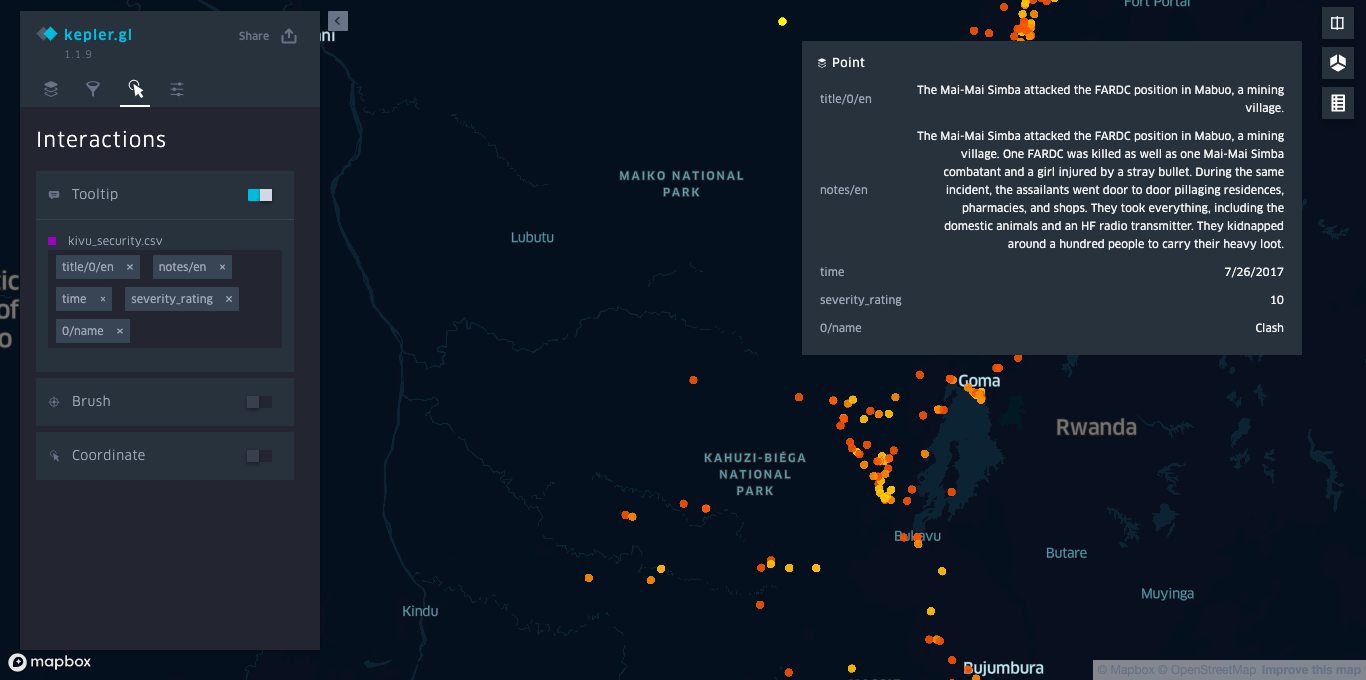 kepler.gl
1.1.9
Share
Interactions
Tooltip
kivu_security.csv
title/0/en ×
notes/en ×
time ×
severity_rating ×
0/name ×
Brush
Coordinate
mapbox
ni
tic
of
o
Fort Portal
MAIKO NATIONAL
PARK
Lubutu
Point
title/0/en
The Mai-Mai Simba attacked the FARDC position in Mabuo, a mining
village.
notes/en
The Mai-Mai Simba attacked the FARDC position in Mabuo, a mining
village. One FARDC was killed as well as one Mai-Mai Simba
combatant and a girl injured by a stray bullet. During the same
incident, the assailants went door to door pillaging residences,
pharmacies, and shops. They took everything, including the
domestic animals and an HF radio transmitter. They kidnapped
around a hundred people to carry their heavy loot.
time 7/26/2017
severity_rating 10
0/name Clash
Goma
Rwanda
KAHUZI-BIÉGA
NATIONAL
PARK
Bukavu
Butare
Muyinga
Kindu
Bujumbura
© Mapbox © OpenStreetMap Improve this map